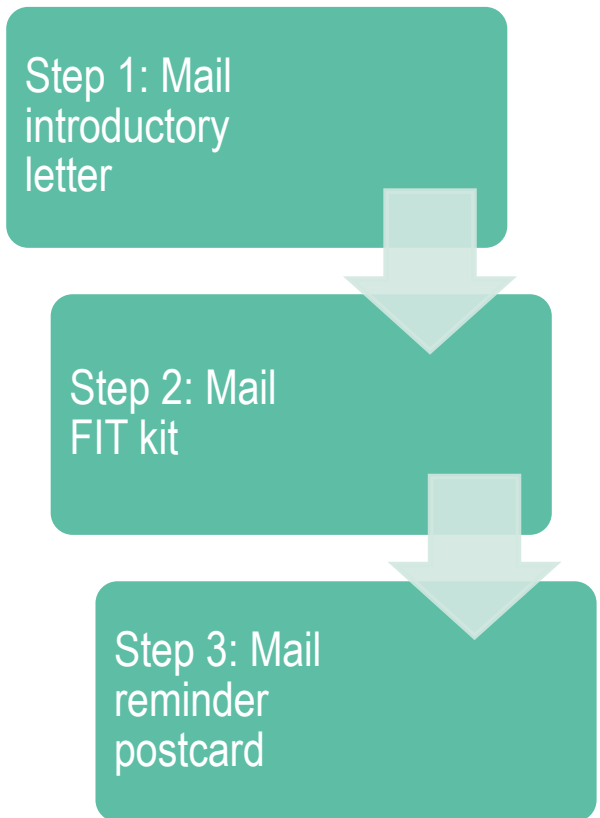 Step 1: Mail
introductory
letter
Step 2: Mail
FIT kit
Step 3: Mail
reminder
postcard